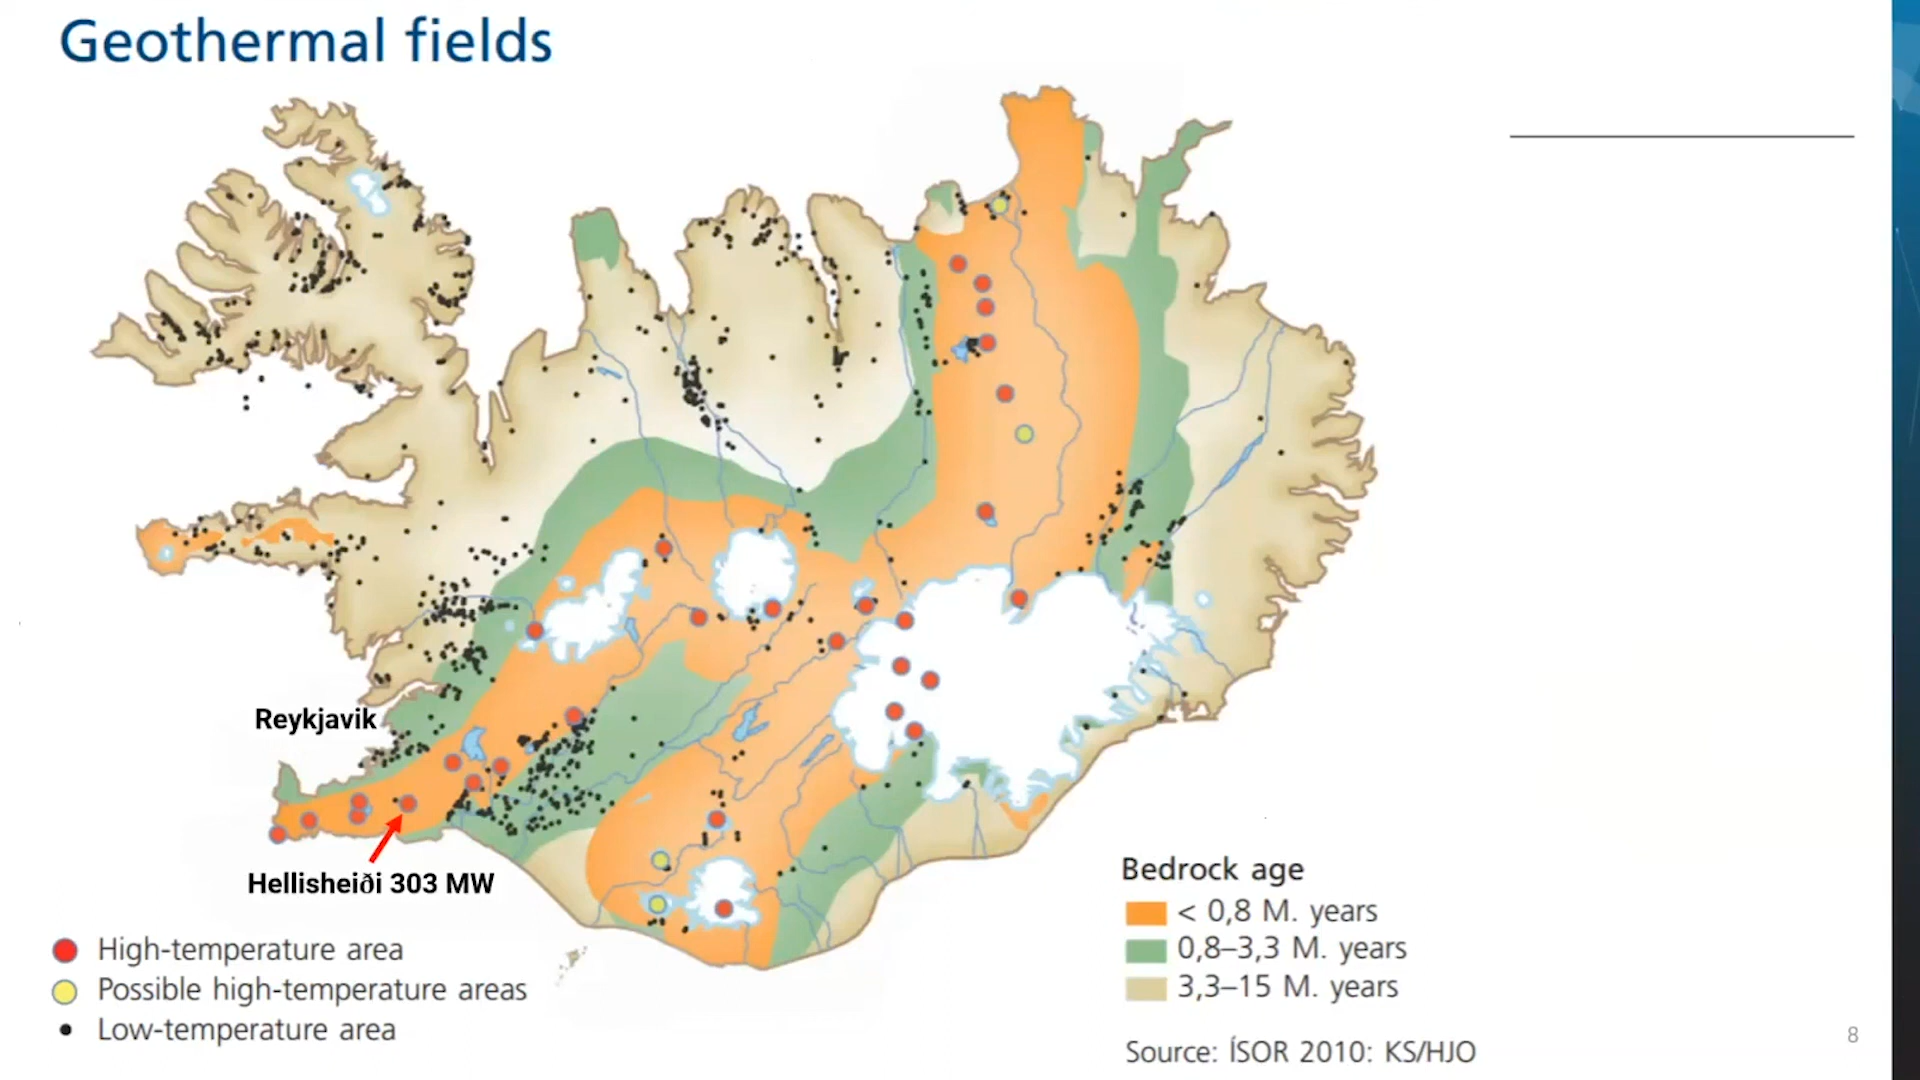 Geothermal fields
Reykjavik
Hellisheiði 303 MW
High-temperature area
Possible high-temperature areas
Low-temperature area
Bedrock age
< 0,8 M. years
0,8–3,3 M. years
3,3–15 M. years
Source: ÍSOR 2010: KS/HJO
8